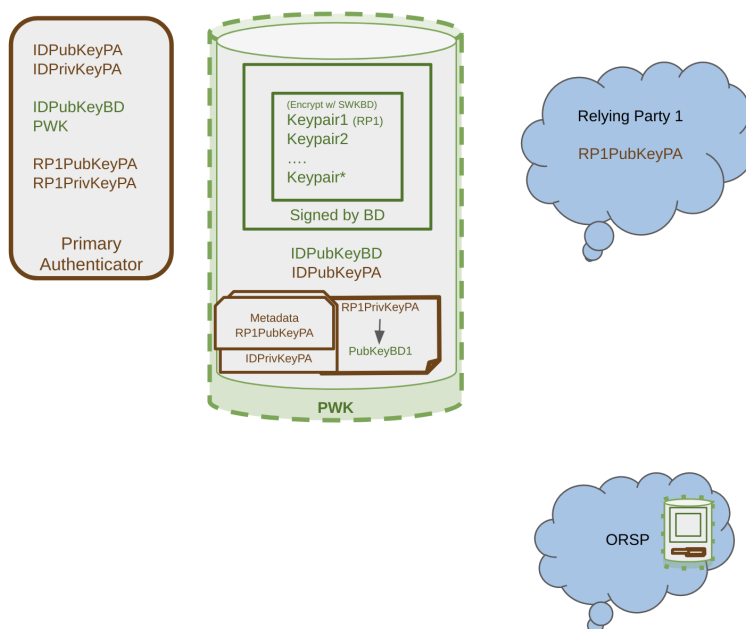 IDPubKeyPA
IDPrivKeyPA
IDPubKeyBD
PWK
RP1PubKeyPA
RP1PrivKeyPA
Primary
Authenticator
(Encrypt w/ SWKBD)
Keypair1 (RP1)
Keypair2
....
Keypair*
Signed by BD
IDPubKeyBD
IDPubKeyPA
Metadata
RP1PubKeyPA
IDPrivKeyPA
RP1PrivKeyPA
PubKeyBD1
PWK
Relying Party 1
RP1PubKeyPA
ORSP